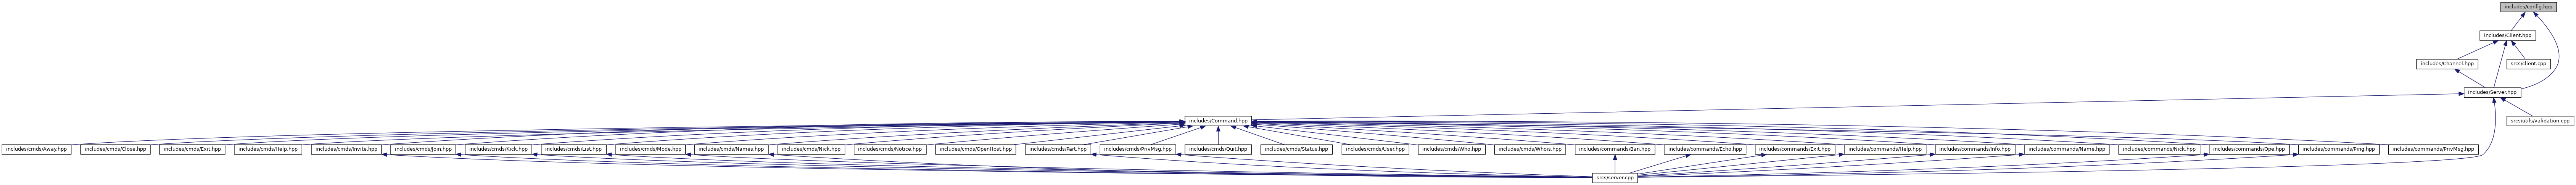 includes/config.hpp
includes/Client.hpp
includes/Channel.hpp
srcs/client.cpp
includes/Server.hpp
includes/Command.hpp
srcs/utils/validation.cpp
includes/cmds/Away.hpp
includes/cmds/Close.hpp
includes/cmds/Exit.hpp
includes/cmds/Help.hpp
includes/cmds/Invite.hpp
includes/cmds/Join.hpp
includes/cmds/Kick.hpp
includes/cmds/List.hpp
includes/cmds/Mode.hpp
includes/cmds/Names.hpp
includes/cmds/Nick.hpp
includes/cmds/Notice.hpp
includes/cmds/OpenHost.hpp
includes/cmds/Part.hpp
includes/cmds/PrivMsg.hpp
includes/cmds/Quit.hpp
includes/cmds/Status.hpp
includes/cmds/User.hpp
includes/cmds/Who.hpp
includes/cmds/Whois.hpp
includes/commands/Ban.hpp
includes/commands/Echo.hpp
includes/commands/Exit.hpp
includes/commands/Help.hpp
includes/commands/Info.hpp
includes/commands/Name.hpp
includes/commands/Nick.hpp
includes/commands/Ope.hpp
includes/commands/Ping.hpp
includes/commands/PrivMsg.hpp
srcs/server.cpp